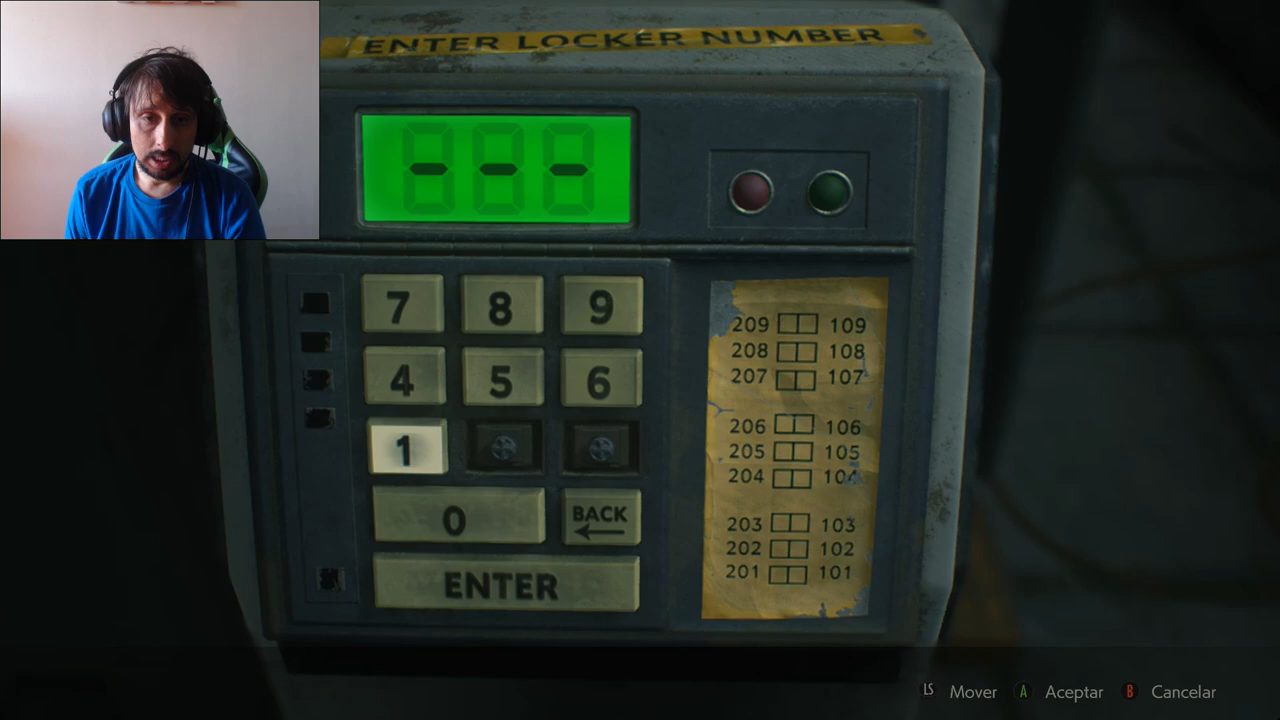 ENTER LOCKER NUMBER
7 8 9
4 5 6
1
0 BACK
ENTER
209 109
208 108
207 107
206 106
205 105
204 104
203 103
202 102
201 101
LS Mover A Aceptar B Cancelar